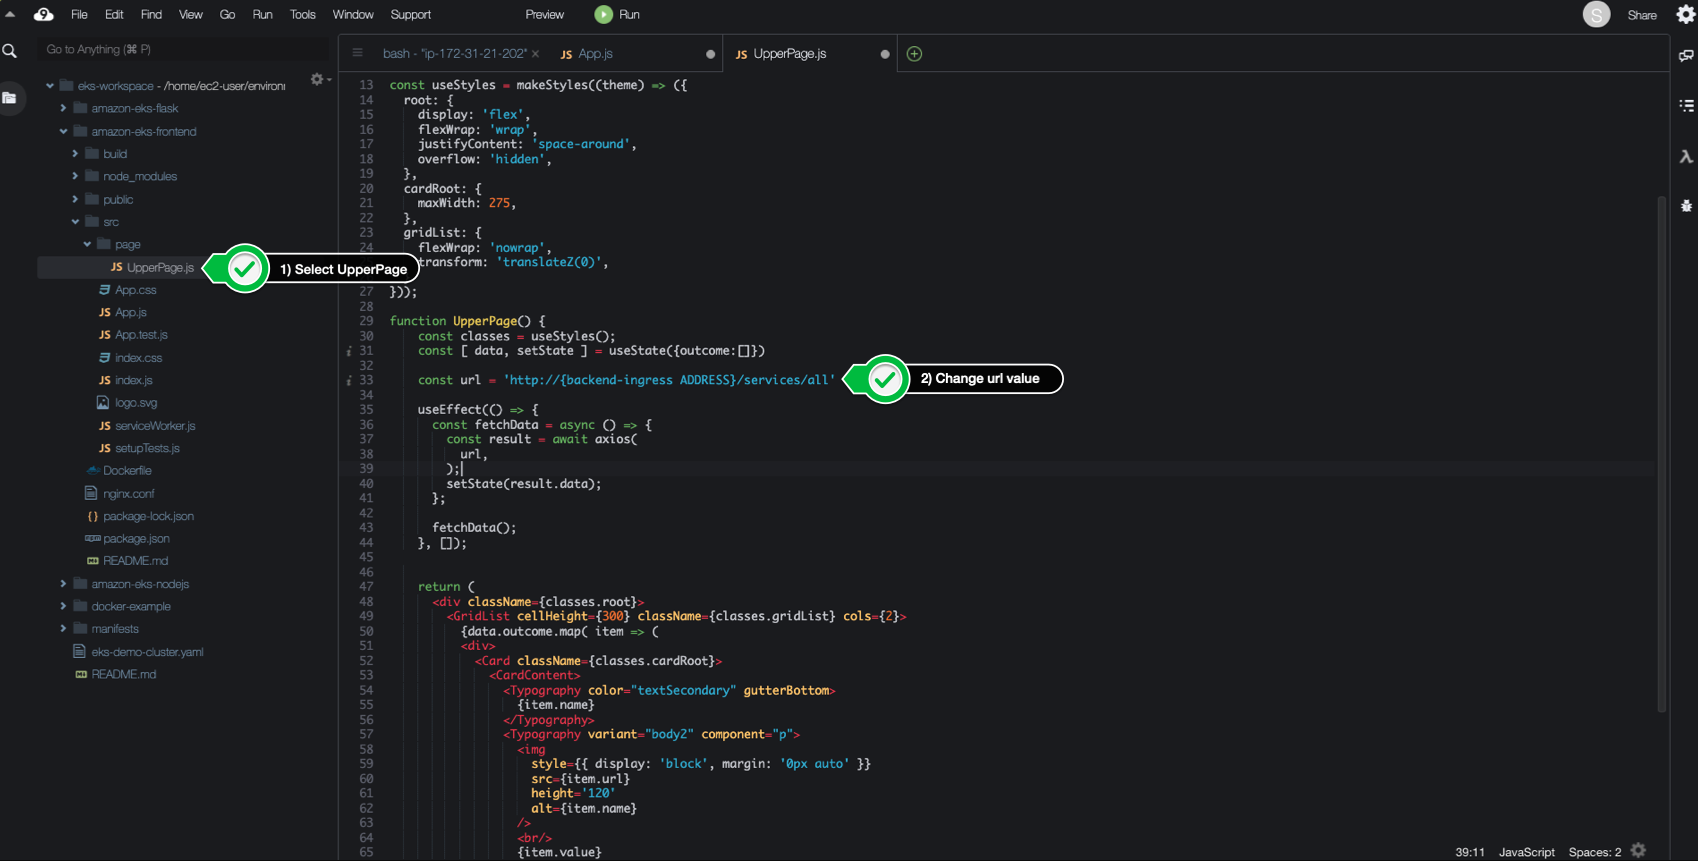 File Edit Find View Go Run Tools Window Support Preview Run S Share
Go to Anything (⌘ P)
bash - "ip-172-31-21-202" × JS App.js JS UpperPage.js
eks-workspace - /home/ec2-user/environ
amazon-eks-flask
amazon-eks-frontend
build
node_modules
public
src
page
JS UpperPage.js
App.css
JS App.js
JS App.test.js
index.css
JS index.js
logo.svg
JS serviceWorker.js
JS setupTests.js
Dockerfile
nginx.conf
{} package-lock.json
package.json
README.md
amazon-eks-nodejs
docker-example
manifests
eks-demo-cluster.yaml
README.md
1) Select UpperPage
13 const useStyles = makeStyles((theme) => ({
14 root: {
15 display: 'flex',
16 flexWrap: 'wrap',
17 justifyContent: 'space-around',
18 overflow: 'hidden',
19 },
20 cardRoot: {
21 maxWidth: 275,
22 },
23 gridList: {
24 flexWrap: 'nowrap',
transform: 'translateZ(0)',
27 }));
28
29 function UpperPage() {
30 const classes = useStyles();
31 const [ data, setState ] = useState({outcome:[]})
32
33 const url = 'http://{backend-ingress ADDRESS}/services/all'
2) Change url value
34
35 useEffect(() => {
36 const fetchData = async () => {
37 const result = await axios(
38 url,
39 );
40 setState(result.data);
41 };
42
43 fetchData();
44 }, []);
45
46
47 return (
48 <div className={classes.root}>
49 <GridList cellHeight={300} className={classes.gridList} cols={2}>
50 {data.outcome.map( item => (
51 <div>
52 <Card className={classes.cardRoot}>
53 <CardContent>
54 <Typography color="textSecondary" gutterBottom>
55 {item.name}
56 </Typography>
57 <Typography variant="body2" component="p">
58 <img
59 style={{ display: 'block', margin: '0px auto' }}
60 src={item.url}
61 height='120'
62 alt={item.name}
63 />
64 <br/>
65 {item.value}
39:11 JavaScript Spaces: 2